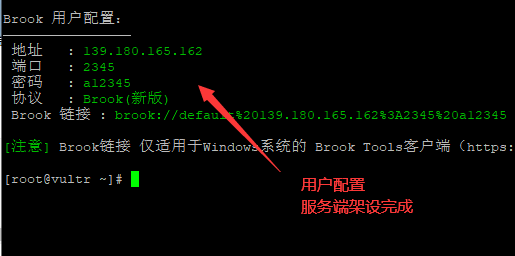 Brook 用户配置:
地址 : 139.180.165.162
端口 : 2345
密码 : a12345
协议 : Brook(新版)
Brook 链接 : brook://default%20139.180.165.162%3A2345%20a12345
[注意] Brook链接 仅适用于Windows系统的 Brook Tools客户端（https:
[root@vultr ~]#
用户配置
服务端架设完成